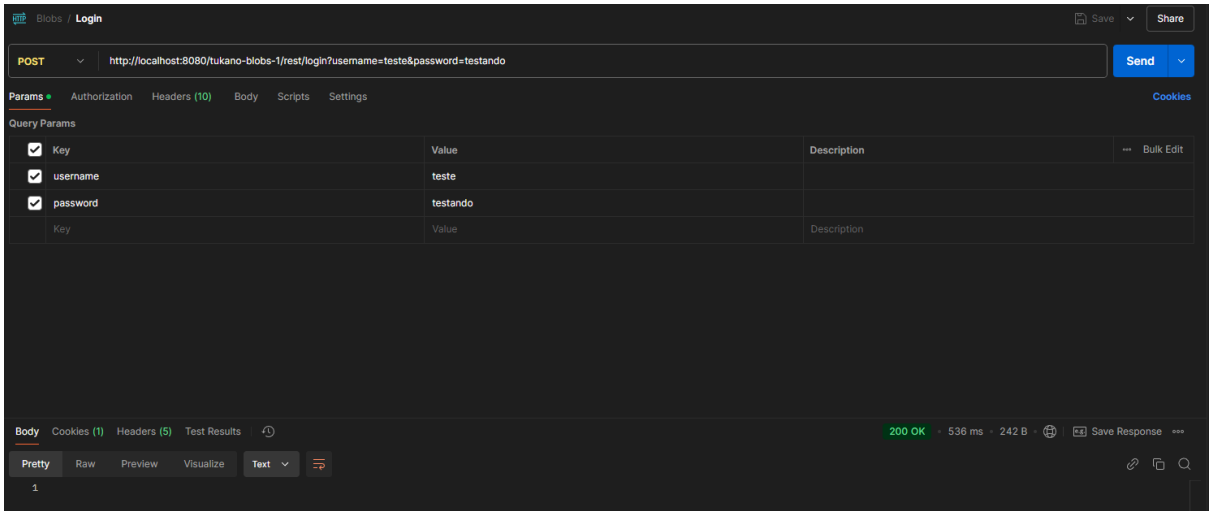 HTTP Blobs / Login Save Share
POST http://localhost:8080/tukano-blobs-1/rest/login?username=teste&password=testando Send
Params Authorization Headers (10) Body Scripts Settings Cookies
Query Params
Key Value Description Bulk Edit
username teste
password testando
Key Value Description
Body Cookies (1) Headers (5) Test Results 200 OK 536 ms 242 B e.g. Save Response
Pretty Raw Preview Visualize Text
1